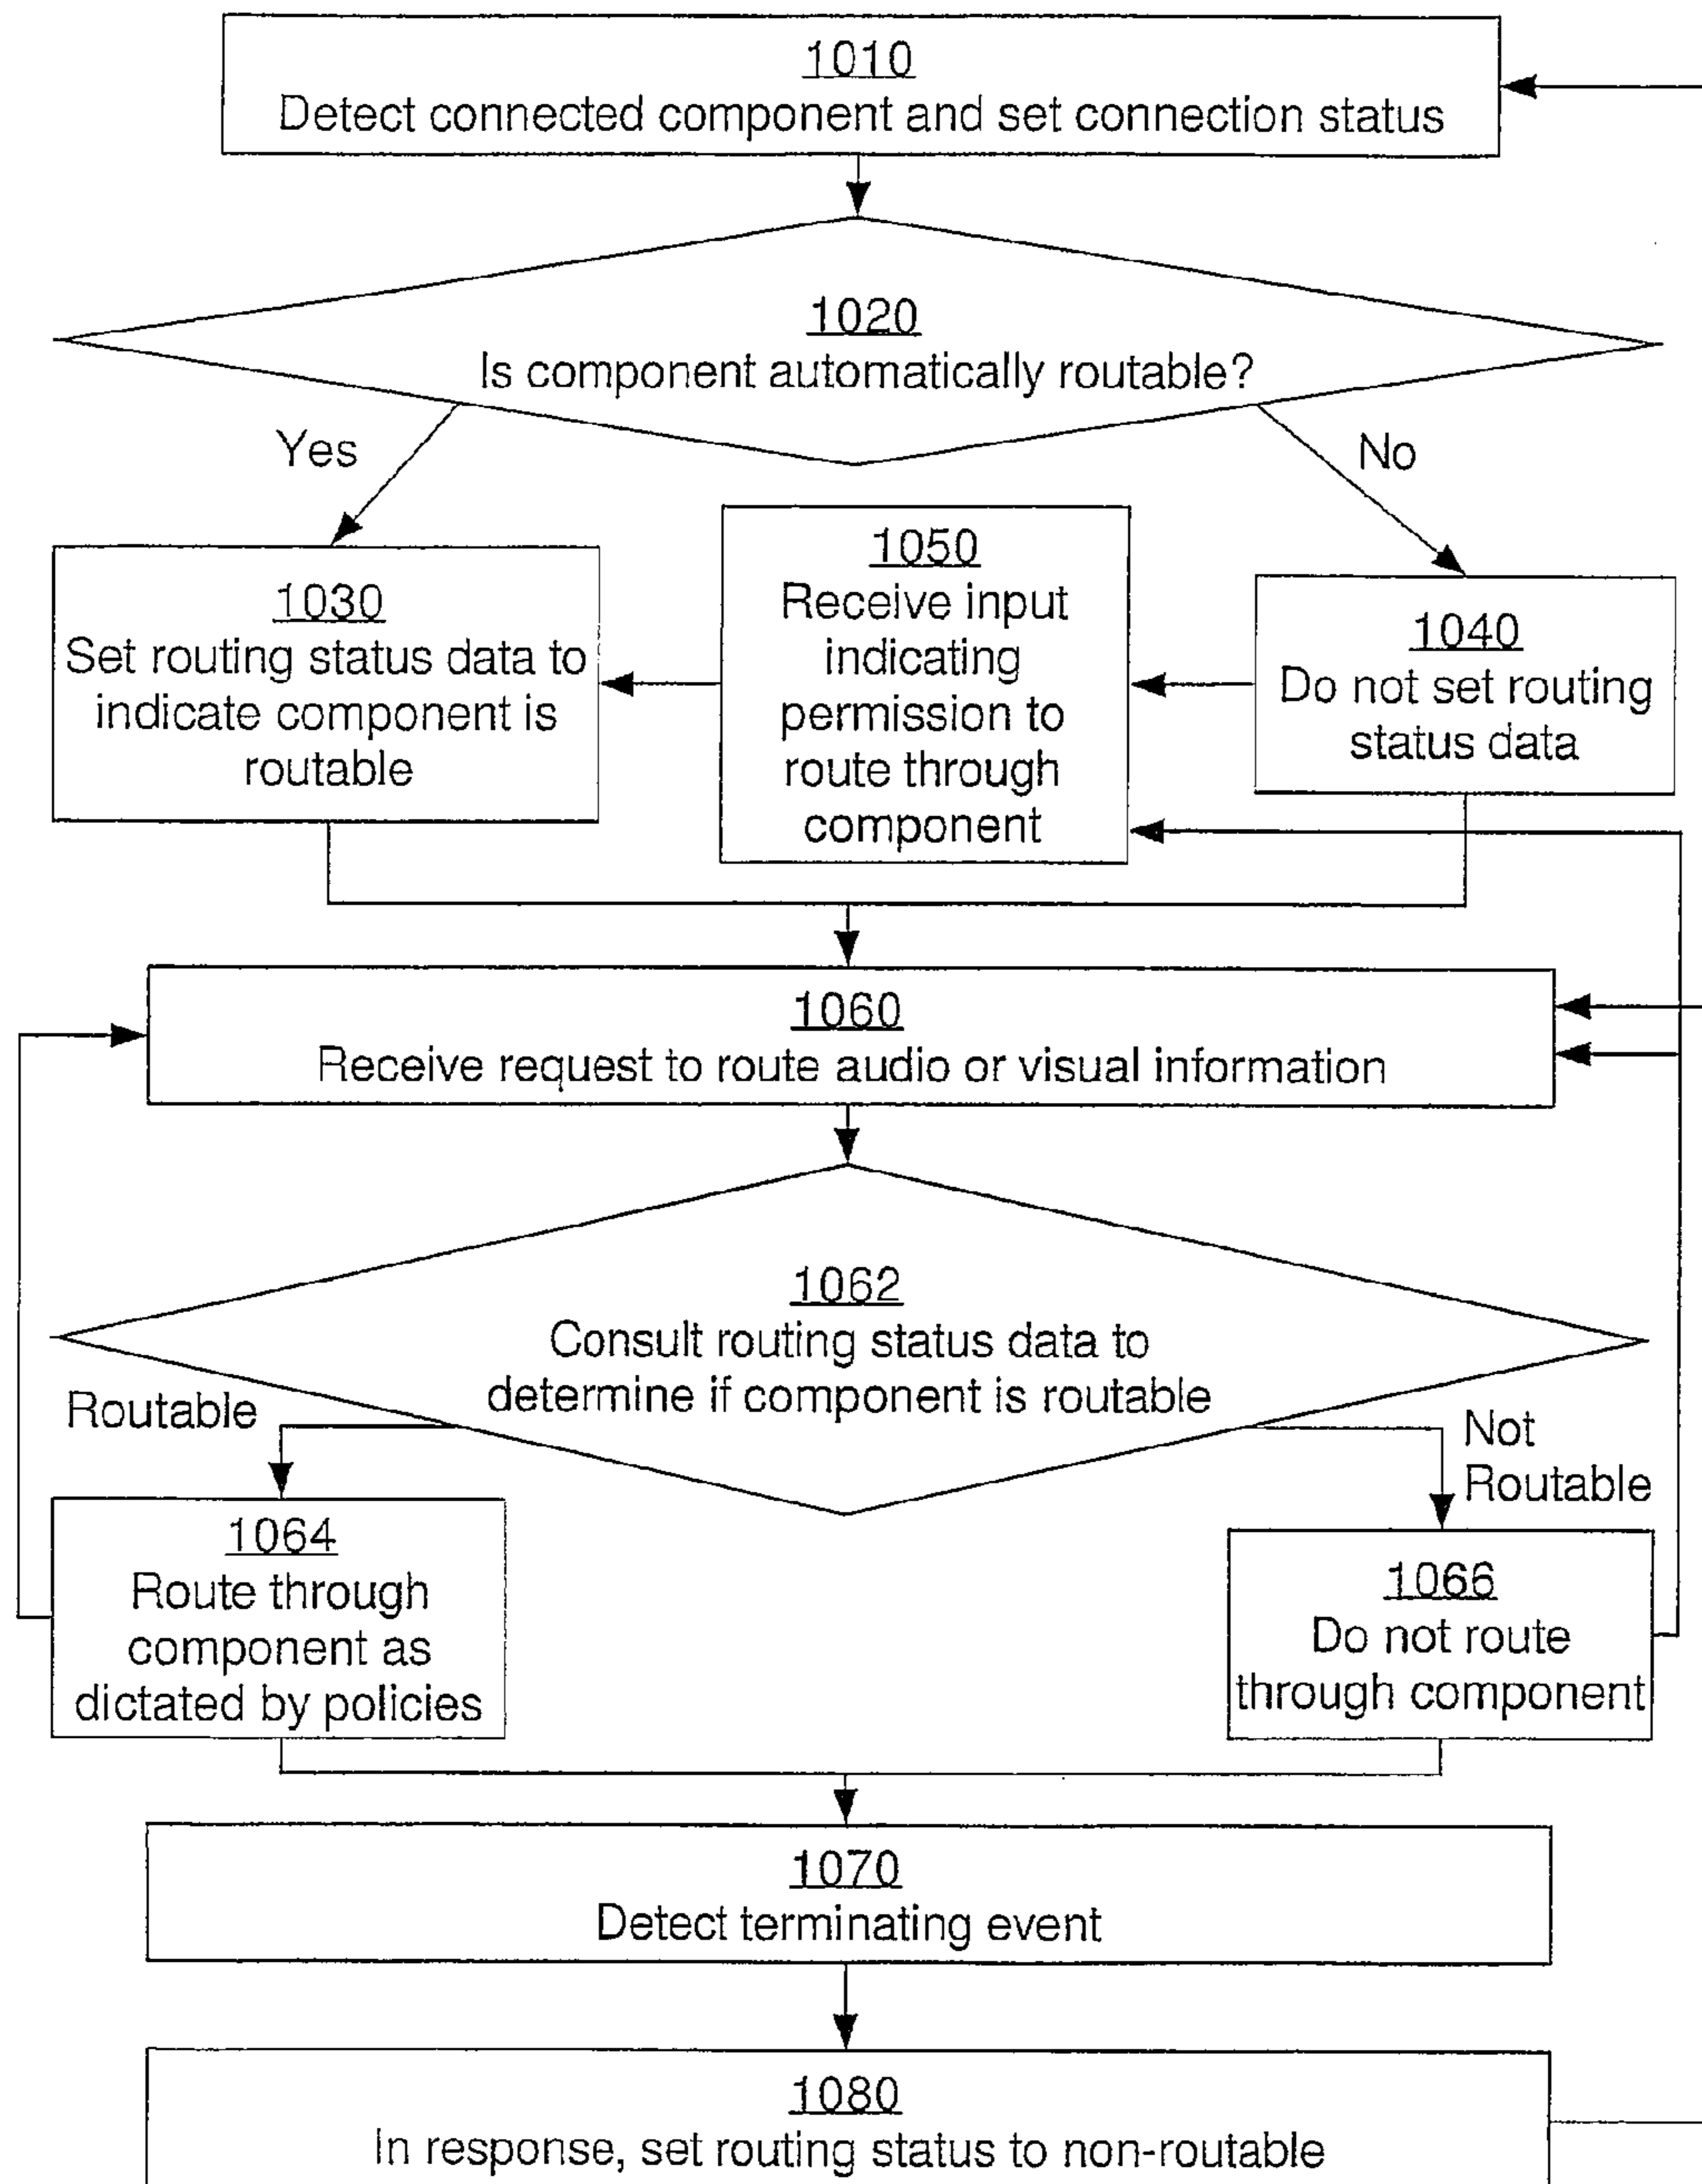 1010
Detect connected component and set connection status
1020
Is component automatically routable?
Yes
No
1030
Set routing status data to
indicate component is
routable
1050
Receive input
indicating
permission to
route through
component
1040
Do not set routing
status data
1060
Receive request to route audio or visual information
1062
Consult routing status data to
determine if component is routable
Routable
Not
Routable
1064
Route through
component as
dictated by policies
1066
Do not route
through component
1070
Detect terminating event
1080
In response, set routing status to non-routable